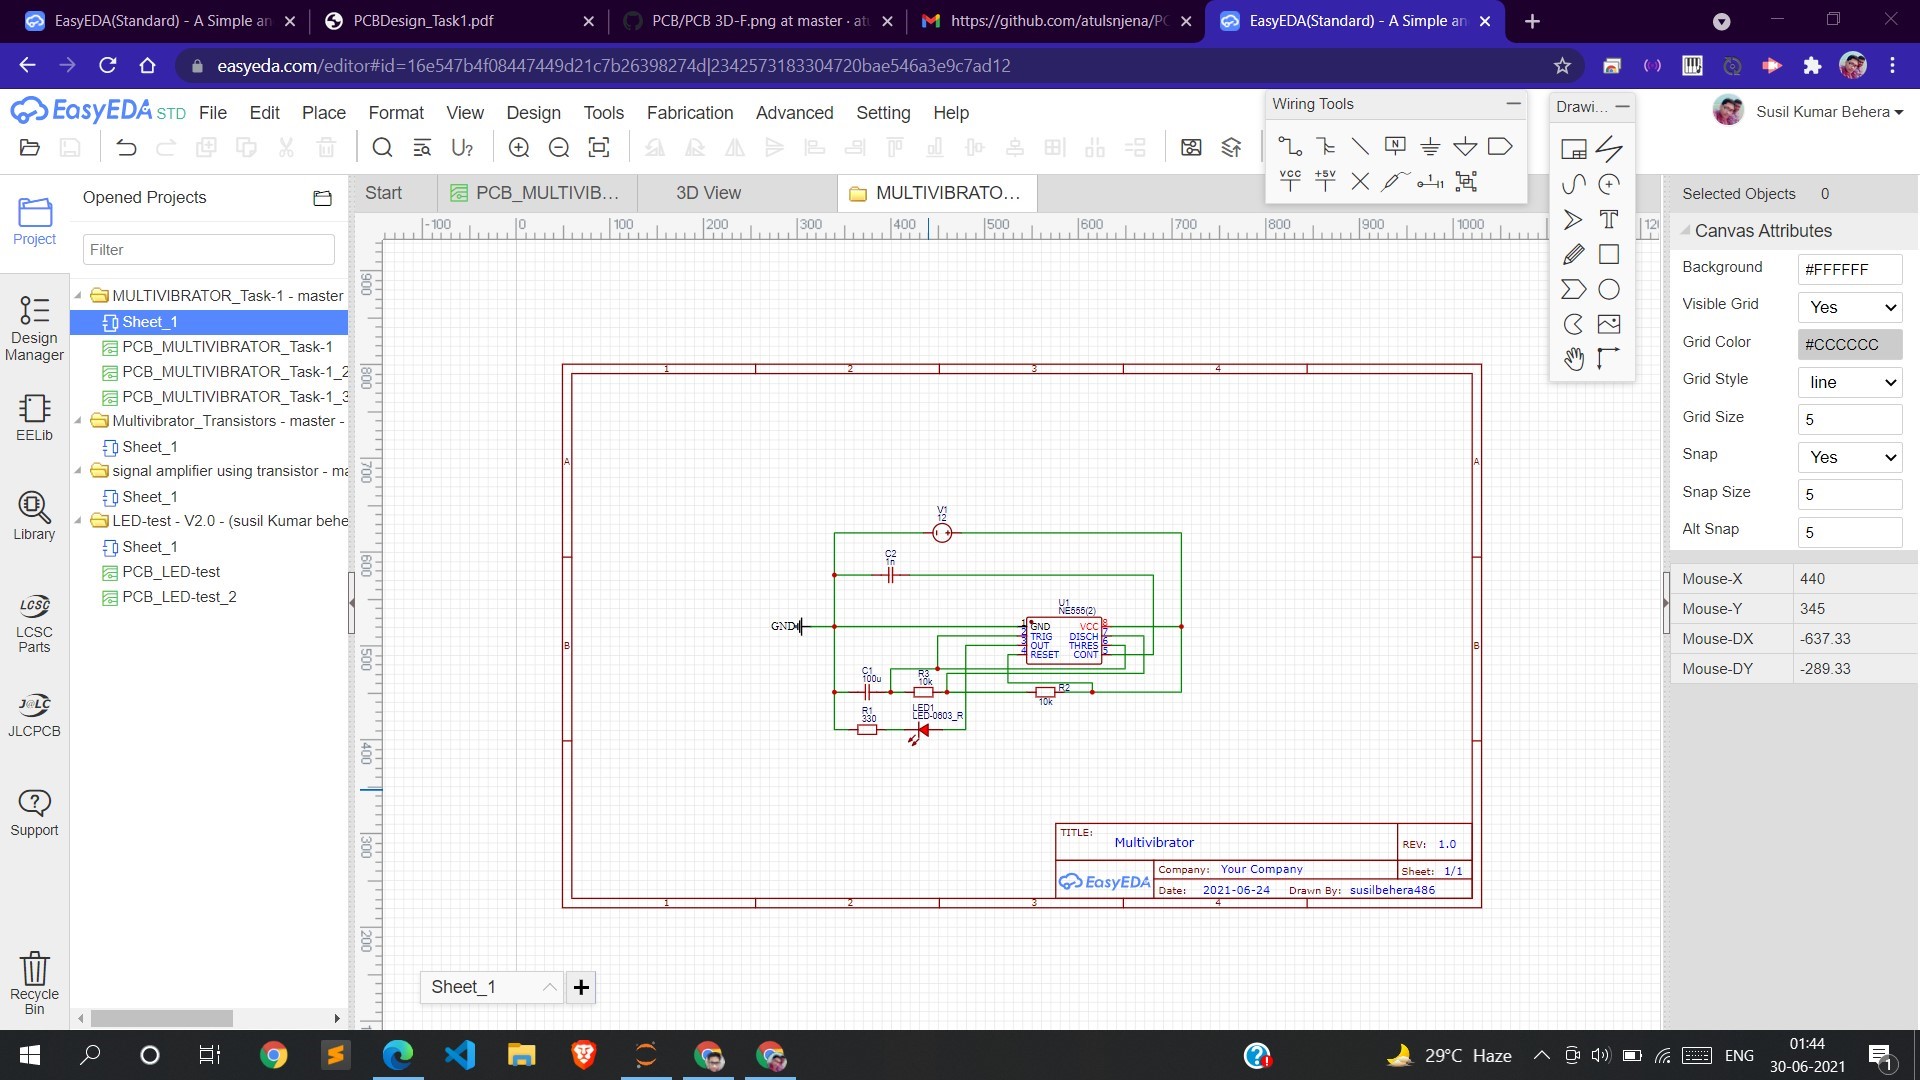 EasyEDA(Standard) - A Simple an
PCBDesign_Task1.pdf
PCB/PCB 3D-F.png at master · atu
https://github.com/atulsnjena/PC
EasyEDA(Standard) - A Simple an
easyeda.com/editor#id=16e547b4f08447449d21c7b26398274d|2342573183304720bae546a3e9c7ad12
EasyEDA STD File Edit Place Format View Design Tools Fabrication Advanced Setting Help
Wiring Tools
Drawi...
Susil Kumar Behera
Opened Projects
Start
PCB_MULTIVIB...
3D View
MULTIVIBRATO...
Selected Objects 0
Canvas Attributes
Background #FFFFFF
Visible Grid Yes
Grid Color #CCCCCC
Grid Style line
Grid Size 5
Snap Yes
Snap Size 5
Alt Snap 5
Mouse-X 440
Mouse-Y 345
Mouse-DX -637.33
Mouse-DY -289.33
Project
Design Manager
EELib
Library
LCSC Parts
JLCPCB
Support
Recycle Bin
Filter
MULTIVIBRATOR_Task-1 - master
Sheet_1
PCB_MULTIVIBRATOR_Task-1
PCB_MULTIVIBRATOR_Task-1_2
PCB_MULTIVIBRATOR_Task-1_3
Multivibrator_Transistors - master -
Sheet_1
signal amplifier using transistor - ma
Sheet_1
LED-test - V2.0 - (susil Kumar behe
Sheet_1
PCB_LED-test
PCB_LED-test_2
-100 0 100 200 300 400 500 600 700 800 900 1000
900
800
700
600
500
400
300
200
1 2 3 4
A A
B B
V1
12
C2
1n
U1
NE555(2)
GND
GND VCC
TRIG DISCH
OUT THRES
RESET CONT
C1
100u
R3
10k
R2
10k
R1
330
LED1
LED-0603_R
TITLE:
Multivibrator
REV: 1.0
Company: Your Company
Sheet: 1/1
EasyEDA
Date: 2021-06-24 Drawn By: susilbehera486
1 2 3 4
Sheet_1
29°C Haze
ENG
01:44
30-06-2021
1